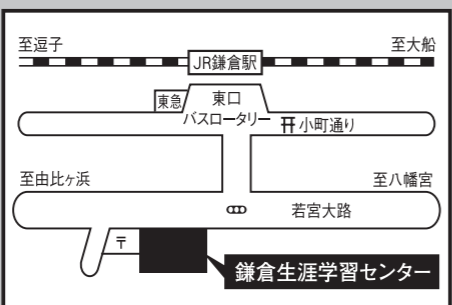 至逗子
至大船
JR鎌倉駅
東急
東口
バスロータリー
小町通り
至由比ヶ浜
至八幡宮
若宮大路
〒
鎌倉生涯学習センター